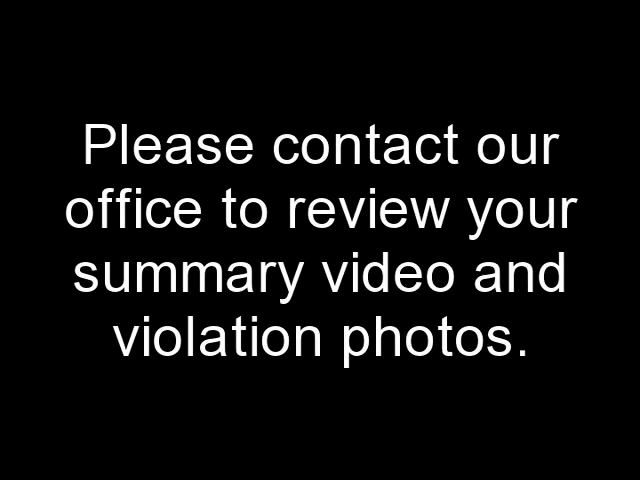 Please contact our
office to review your
summary video and
violation photos.